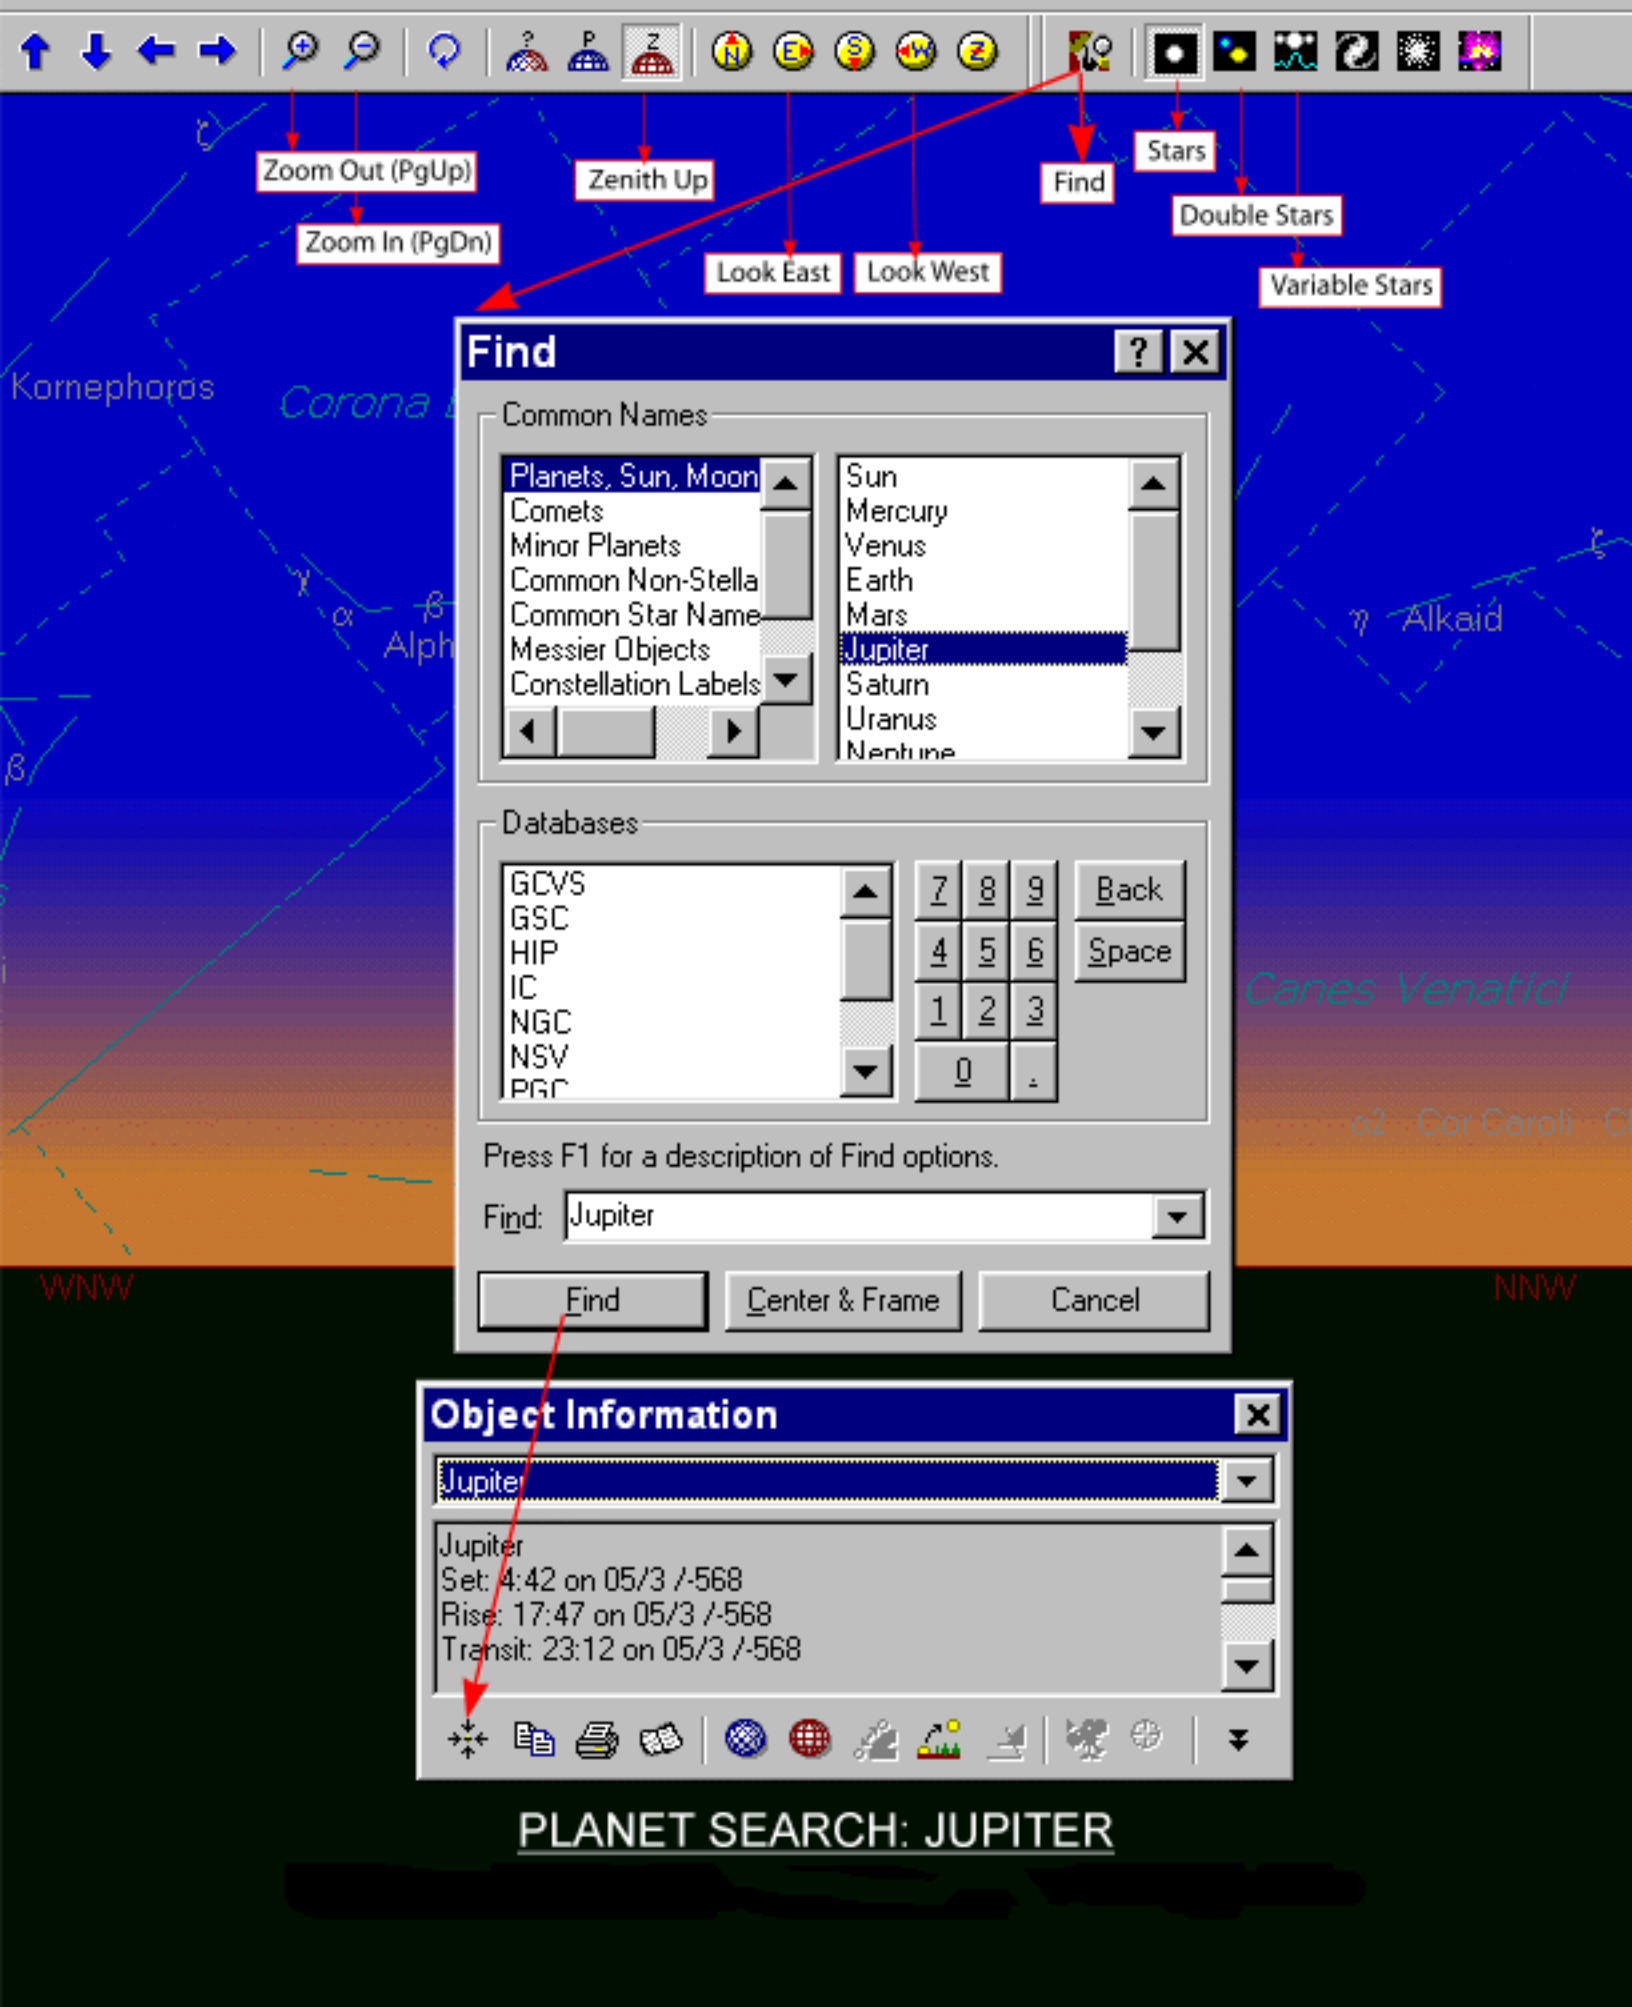 ? P Z N E S W Z
Zoom Out (PgUp)
Zoom In (PgDn)
Zenith Up
Look East
Look West
Find
Stars
Double Stars
Variable Stars
ζ
Kornephoros
Corona
γ
α
β
Alph
β
ζ
η Alkaid
Canes Venatici
α2 Cor Caroli
WNW
NNW
Find ?
Common Names
Planets, Sun, Moon
Comets
Minor Planets
Common Non-Stella
Common Star Name
Messier Objects
Constellation Labels
Sun
Mercury
Venus
Earth
Mars
Jupiter
Saturn
Uranus
Neptune
Databases
GCVS
GSC
HIP
IC
NGC
NSV
PGC
7 8 9
4 5 6
1 2 3
0 .
Back
Space
Press F1 for a description of Find options.
Find: Jupiter
Find Center & Frame Cancel
Object Information
Jupiter
Jupiter
Set: 4:42 on 05/3 /-568
Rise: 17:47 on 05/3 /-568
Transit: 23:12 on 05/3 /-568
PLANET SEARCH: JUPITER